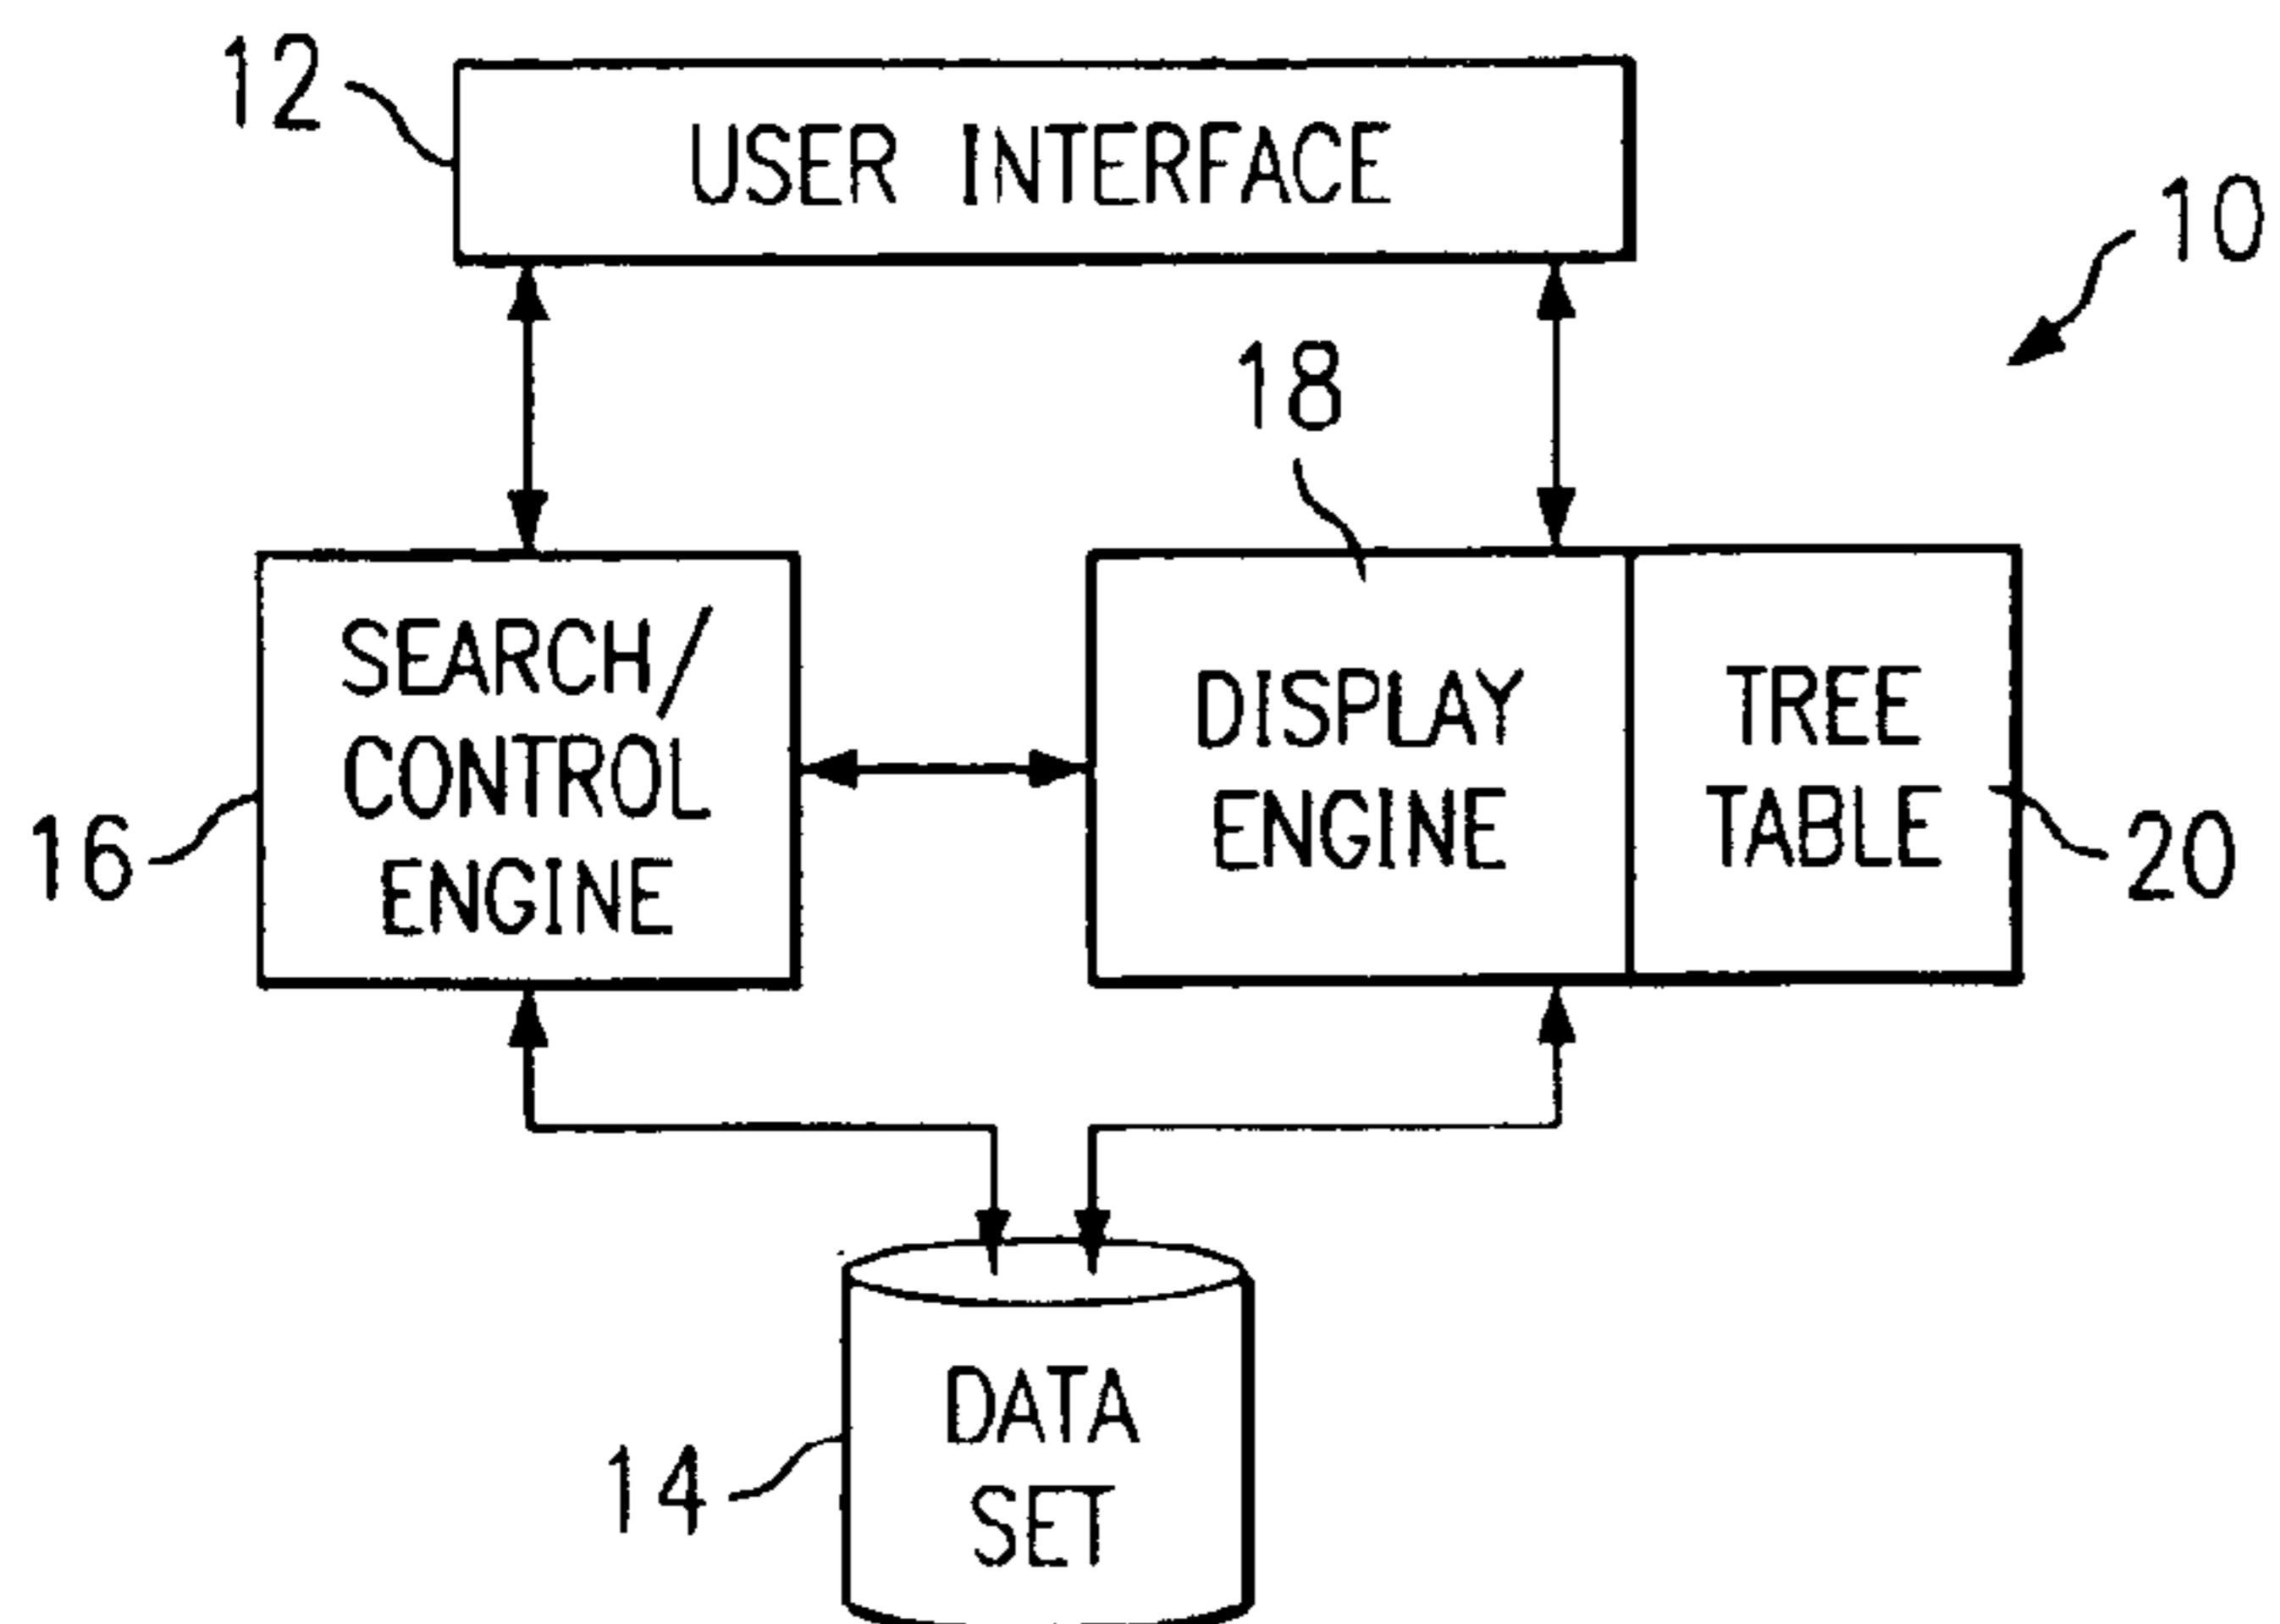 12
USER INTERFACE
10
18
SEARCH/
CONTROL
ENGINE
16
DISPLAY
ENGINE
TREE
TABLE
20
DATA
SET
14